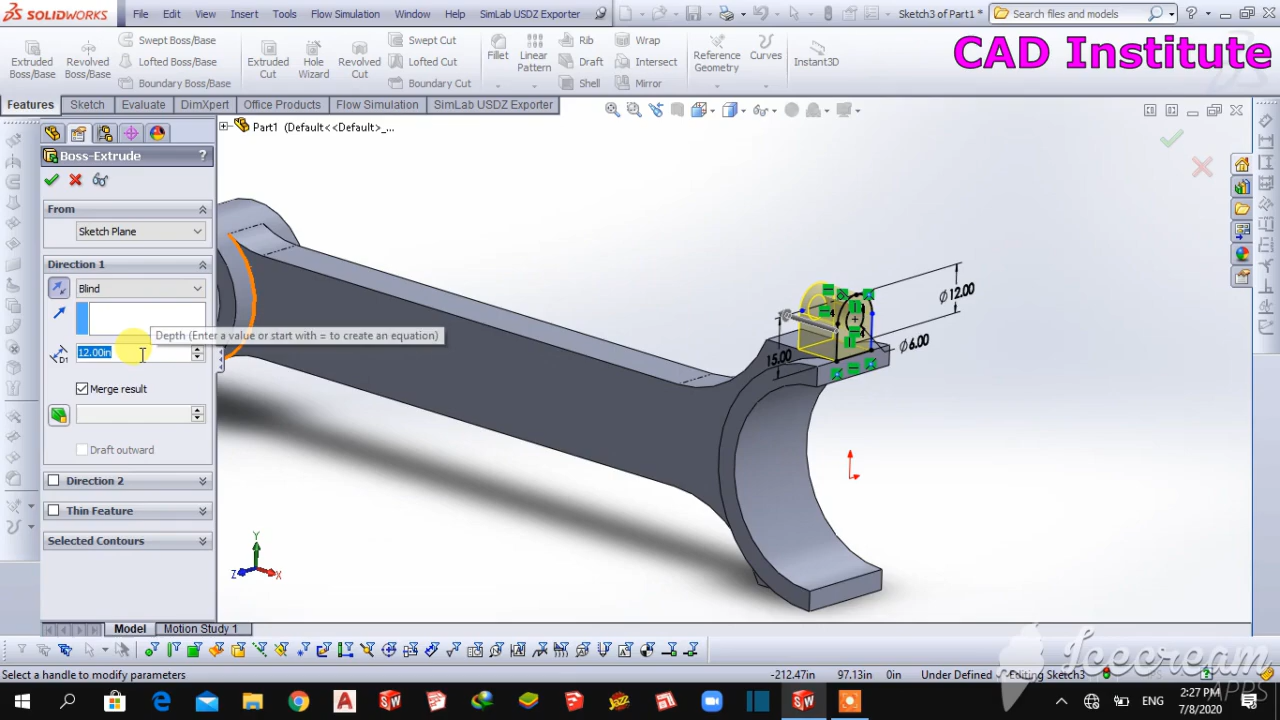 SOLIDWORKS File Edit View Insert Tools Flow Simulation Window Help SimLab USDZ Exporter Sketch3 of Part1 * Search files and models
Extruded Boss/Base
Revolved Boss/Base
Swept Boss/Base
Lofted Boss/Base
Boundary Boss/Base
Extruded Cut
Hole Wizard
Revolved Cut
Swept Cut
Lofted Cut
Boundary Cut
Fillet
Linear Pattern
Rib
Draft
Shell
Wrap
Intersect
Mirror
Reference Geometry
Curves
Instant3D
CAD Institute
Features Sketch Evaluate DimXpert Office Products Flow Simulation SimLab USDZ Exporter
Part1 (Default<<Default>_...
Boss-Extrude ?
From
Sketch Plane
Direction 1
Blind
Depth (Enter a value or start with = to create an equation)
D1
12.00in
Merge result
Draft outward
Direction 2
Thin Feature
Selected Contours
Ø12.00
15.00
Ø6.00
4
4
Y
Z
X
Model Motion Study 1
Icecream
APPS
Select a handle to modify parameters -212.47in 97.13in 0in Under Defined Editing Sketch3
ENG
2:27 PM
7/8/2020